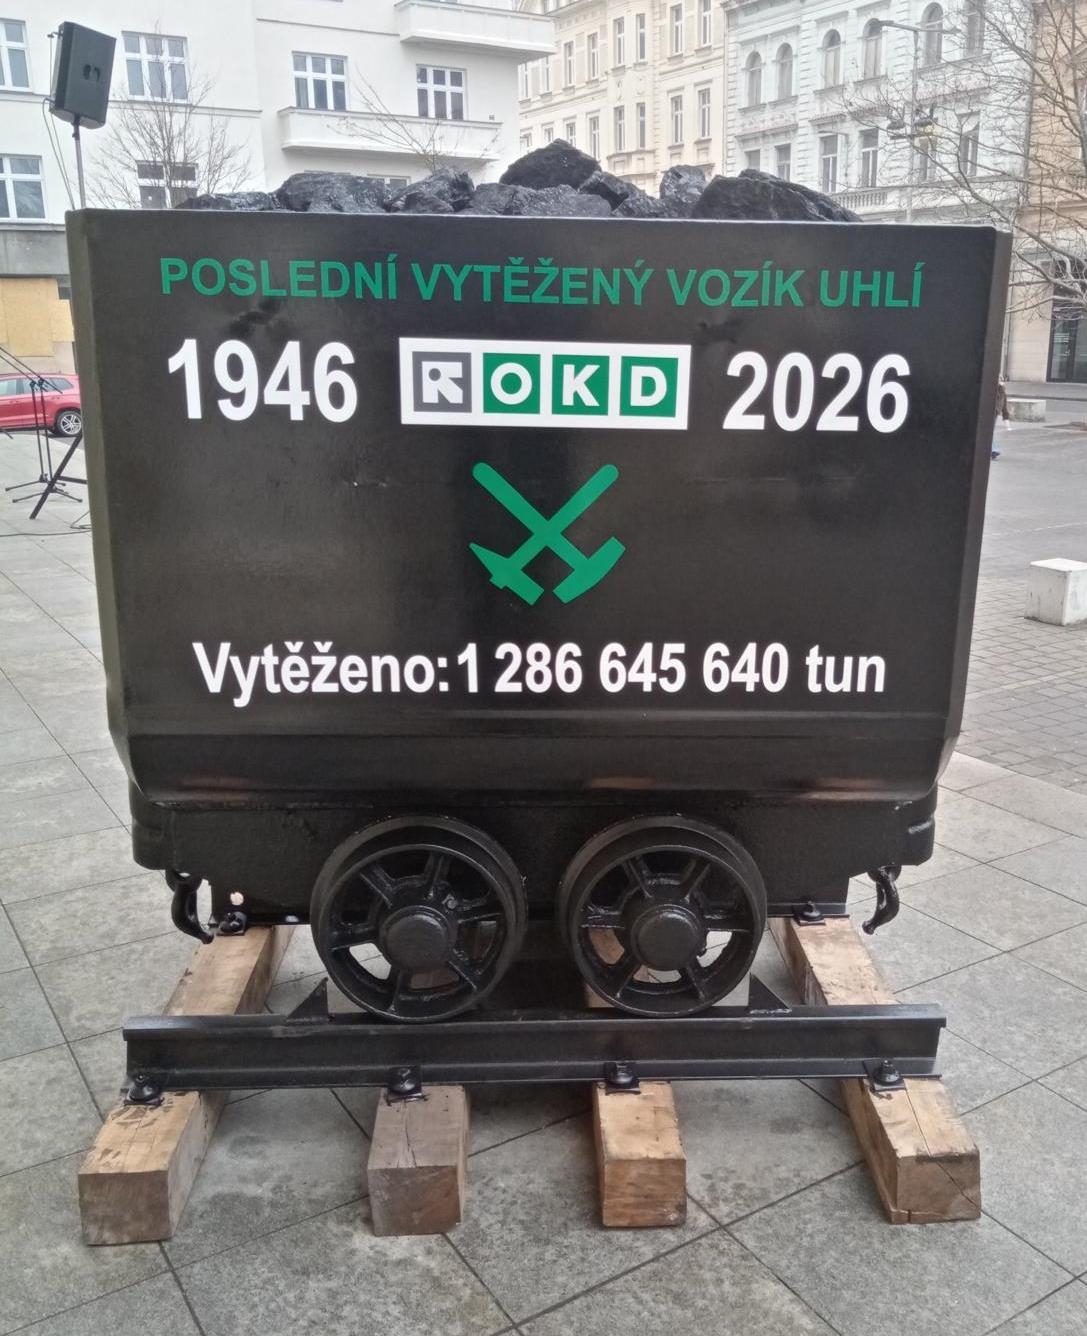 POSLEDNÍ VYTĚŽENÝ VOZÍK UHLÍ
1946 OKD 2026
Vytěženo: 1 286 645 640 tun